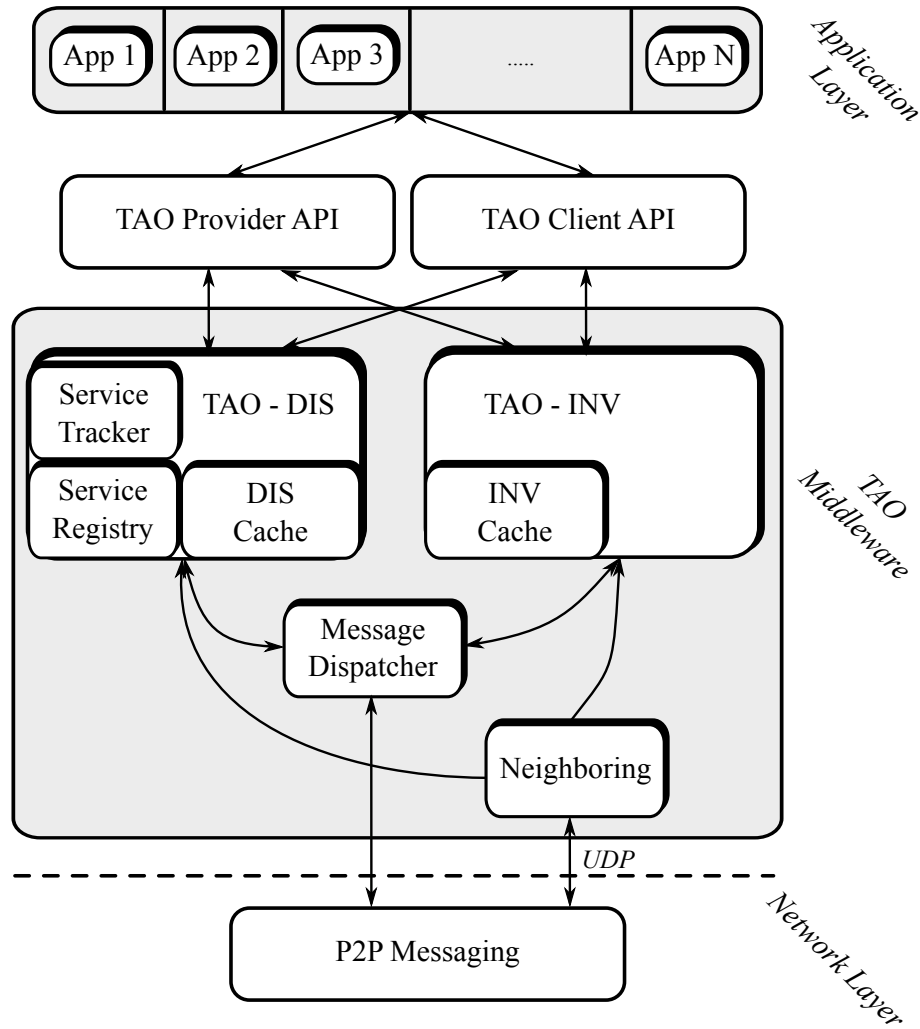 App 1
App 2
App 3
.....
App N
Application
Layer
TAO Provider API
TAO Client API
Service
Tracker
TAO - DIS
TAO - INV
Service
Registry
DIS
Cache
INV
Cache
TAO
Middleware
Message
Dispatcher
Neighboring
UDP
P2P Messaging
Network Layer